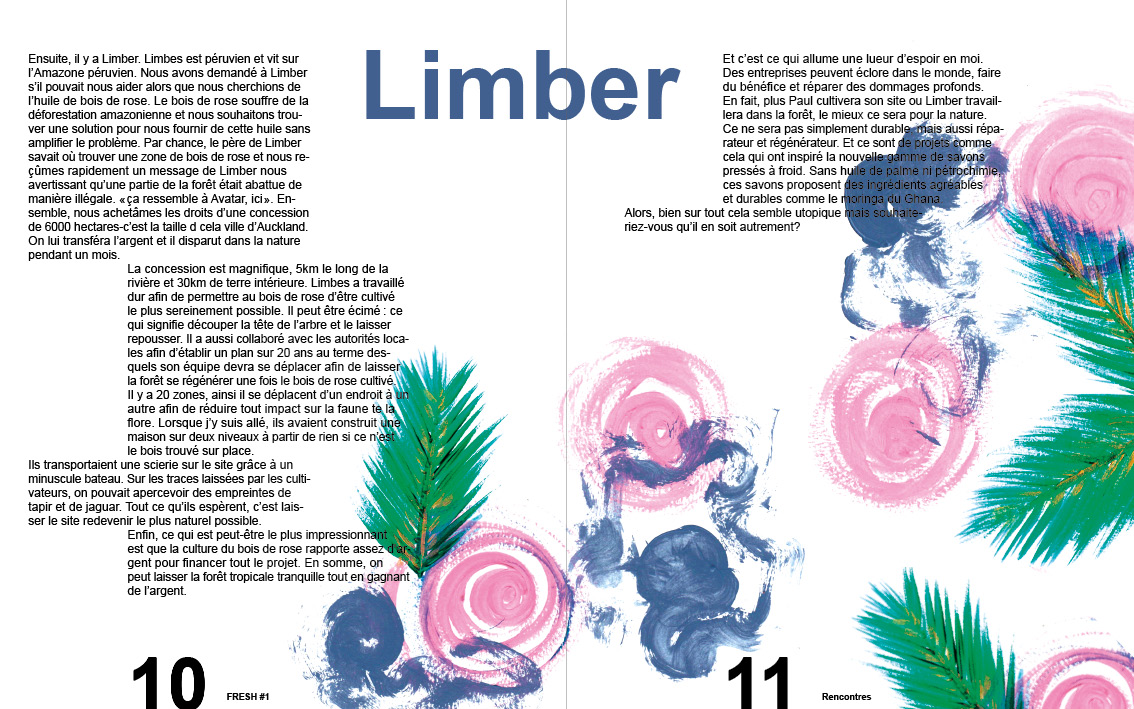 Limber
Ensuite, il y a Limber. Limbes est péruvien et vit sur
l'Amazone péruvien. Nous avons demandé à Limber
s'il pouvait nous aider alors que nous cherchions de
l'huile de bois de rose. Le bois de rose souffre de la
déforestation amazonienne et nous souhaitons trou-
ver une solution pour nous fournir de cette huile sans
amplifier le problème. Par chance, le père de Limber
savait où trouver une zone de bois de rose et nous re-
çûmes rapidement un message de Limber nous
avertissant qu'une partie de la forêt était abattue de
manière illégale. «ça ressemble à Avatar, ici». En-
semble, nous achetâmes les droits d'une concession
de 6000 hectares-c'est la taille d cela ville d'Auckland.
On lui transféra l'argent et il disparut dans la nature
pendant un mois.
La concession est magnifique, 5km le long de la
rivière et 30km de terre intérieure. Limbes a travaillé
dur afin de permettre au bois de rose d'être cultivé
le plus sereinement possible. Il peut être écimé : ce
qui signifie découper la tête de l'arbre et le laisser
repousser. Il a aussi collaboré avec les autorités loca-
les afin d'établir un plan sur 20 ans au terme des-
quels son équipe devra se déplacer afin de laisser
la forêt se régénérer une fois le bois de rose cultivé.
Il y a 20 zones, ainsi il se déplacent d'un endroit à un
autre afin de réduire tout impact sur la faune te la
flore. Lorsque j'y suis allé, ils avaient construit une
maison sur deux niveaux à partir de rien si ce n'est
le bois trouvé sur place.
Ils transportaient une scierie sur le site grâce à un
minuscule bateau. Sur les traces laissées par les culti-
vateurs, on pouvait apercevoir des empreintes de
tapir et de jaguar. Tout ce qu'ils espèrent, c'est lais-
ser le site redevenir le plus naturel possible.
Enfin, ce qui est peut-être le plus impressionnant
est que la culture du bois de rose rapporte assez d'ar-
gent pour financer tout le projet. En somme, on
peut laisser la forêt tropicale tranquille tout en gagnant
de l'argent.
10
FRESH #1
Et c'est ce qui allume une lueur d'espoir en moi.
Des entreprises peuvent éclore dans le monde, faire
du bénéfice et réparer des dommages profonds.
En fait, plus Paul cultivera son site ou Limber travail-
lera dans la forêt, le mieux ce sera pour la nature.
Ce ne sera pas simplement durable, mais aussi répa-
rateur et régénérateur. Et ce sont de projets comme
cela qui ont inspiré la nouvelle gamme de savons
pressés à froid. Sans huile de palme ni pétrochimie,
ces savons proposent des ingrédients agréables
et durables comme le moringa du Ghana.
Alors, bien sur tout cela semble utopique mais souhaite-
riez-vous qu'il en soit autrement?
11
Rencontres